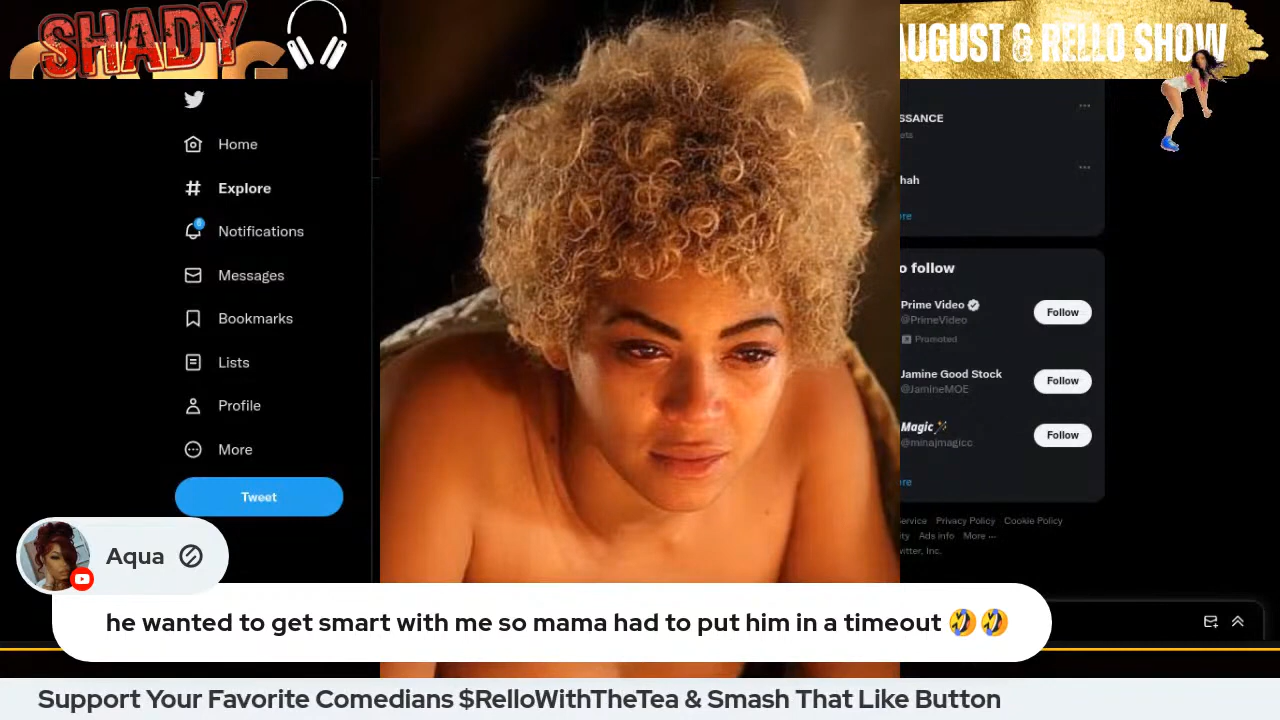 SHADY
AUGUST & RELLO SHOW
Home
Explore
Notifications
Messages
Bookmarks
Lists
Profile
More
Tweet
SSANCE
hah
o follow
Prime Video
@PrimeVideo
Promoted
Follow
Jamine Good Stock
@JamineMOE
Follow
Magic
@minajmagicc
Follow
ervice Privacy Policy Cookie Policy
Ads info More ···
witter, Inc.
Aqua
he wanted to get smart with me so mama had to put him in a timeout 🤣🤣
Support Your Favorite Comedians $RelloWithTheTea & Smash That Like Button